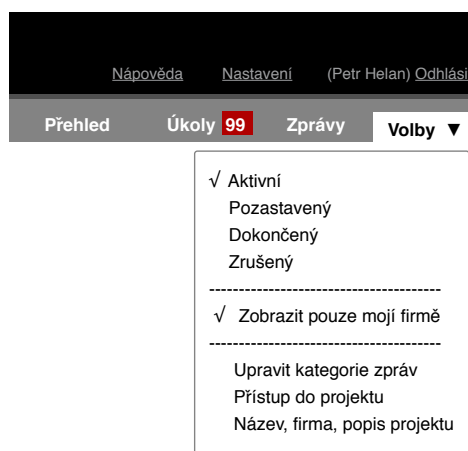 Nápověda Nastavení (Petr Helan) Odhlási
Přehled Úkoly 99 Zprávy Volby ▼
√ Aktivní
Pozastavený
Dokončený
Zrušený
---------------------------------------
√ Zobrazit pouze mojí firmě
---------------------------------------
Upravit kategorie zpráv
Přístup do projektu
Název, firma, popis projektu